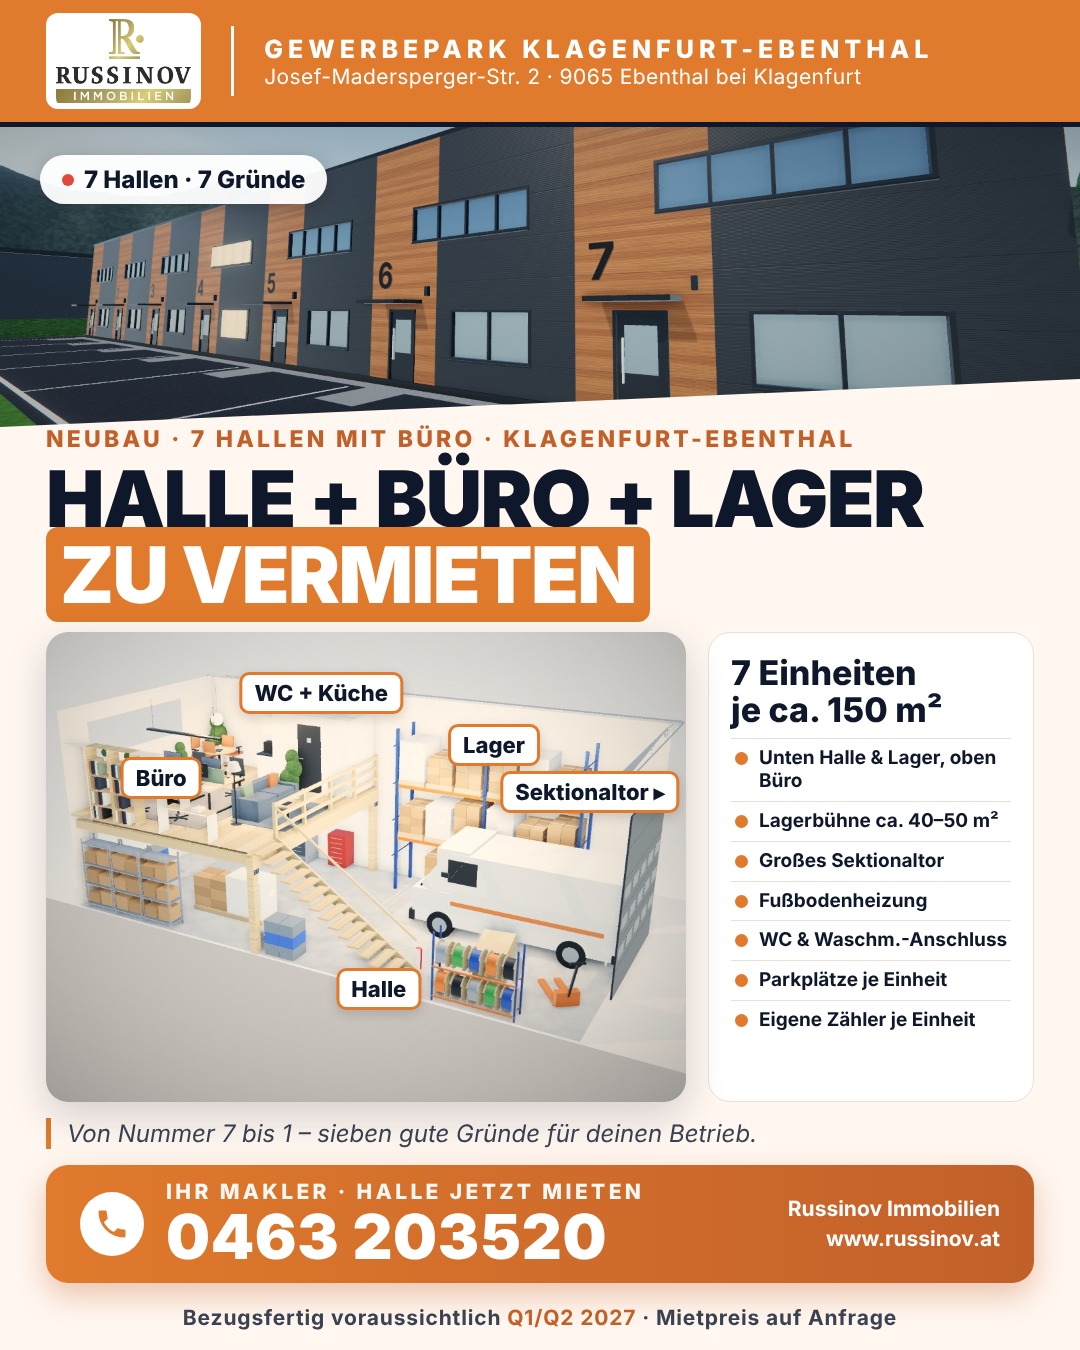 R.
RUSSINOV
IMMOBILIEN
GEWERBEPARK KLAGENFURT-EBENTHAL
Josef-Madersperger-Str. 2 · 9065 Ebenthal bei Klagenfurt
7 Hallen · 7 Gründe
3
4
5
6
7
NEUBAU · 7 HALLEN MIT BÜRO · KLAGENFURT-EBENTHAL
HALLE + BÜRO + LAGER
ZU VERMIETEN
WC + Küche
Lager
Büro
Sektionaltor ▸
Halle
7 Einheiten
je ca. 150 m²
Unten Halle & Lager, oben
Büro
Lagerbühne ca. 40–50 m²
Großes Sektionaltor
Fußbodenheizung
WC & Waschm.-Anschluss
Parkplätze je Einheit
Eigene Zähler je Einheit
Von Nummer 7 bis 1 – sieben gute Gründe für deinen Betrieb.
IHR MAKLER · HALLE JETZT MIETEN
0463 203520
Russinov Immobilien
www.russinov.at
Bezugsfertig voraussichtlich Q1/Q2 2027 · Mietpreis auf Anfrage